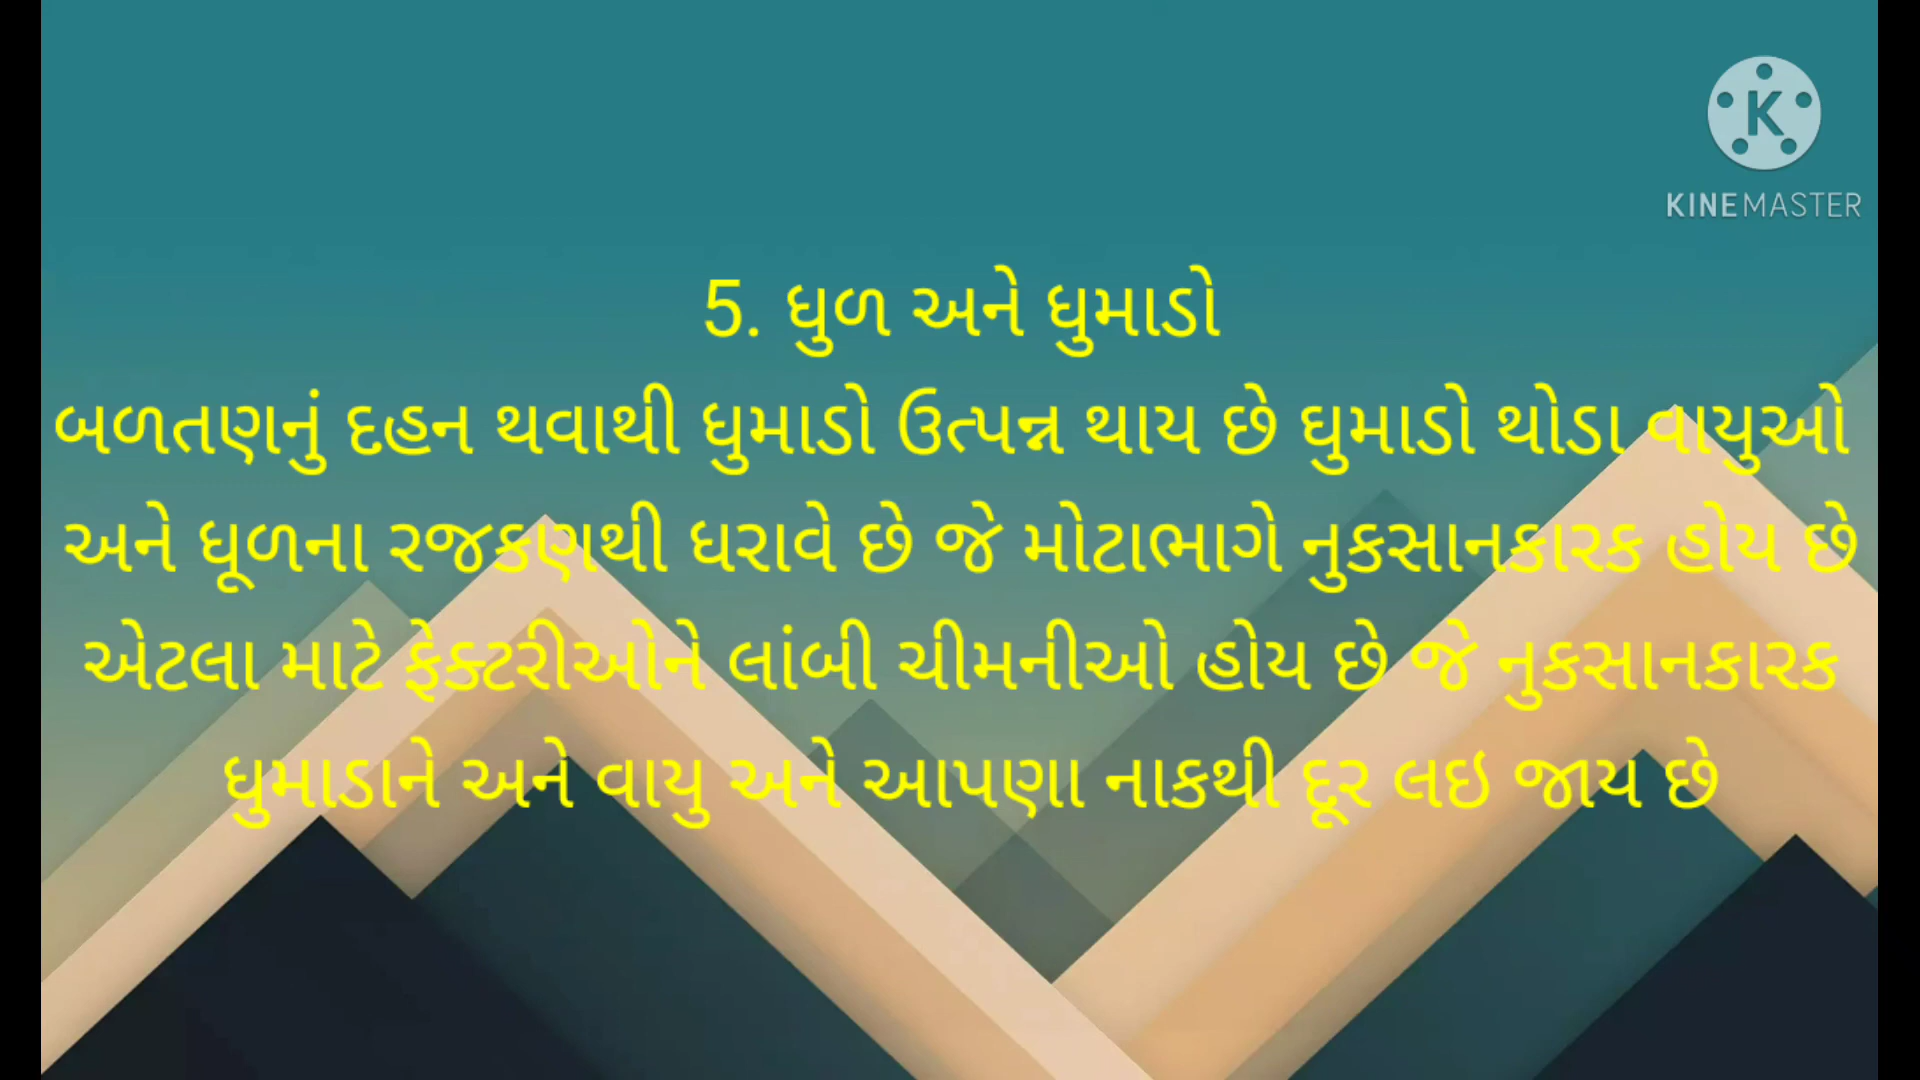 K
KINEMASTER
5. ધુળ અને ધુમાડો
બળતણનું દહન થવાથી ધુમાડો ઉત્પન્ન થાય છે ઘુમાડો થોડા વાયુઓ
અને ધૂળના રજકણથી ધરાવે છે જે મોટાભાગે નુકસાનકારક હોય છે
એટલા માટે ફેક્ટરીઓને લાંબી ચીમનીઓ હોય છે જે નુકસાનકારક
ધુમાડાને અને વાયુ અને આપણા નાકથી દૂર લઇ જાય છે